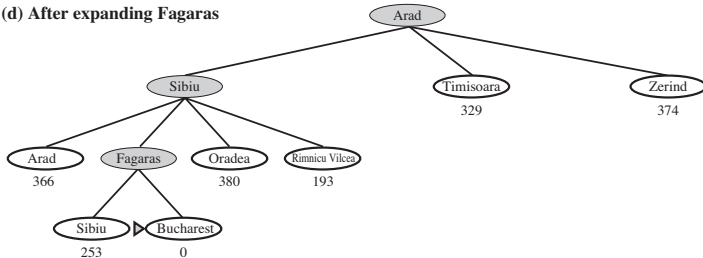 (d) After expanding Fagaras
Arad
Sibiu
Timisoara
Zerind
329
374
Arad
Fagaras
Oradea
Rimnicu Vilcea
366
380
193
Sibiu
Bucharest
253
0